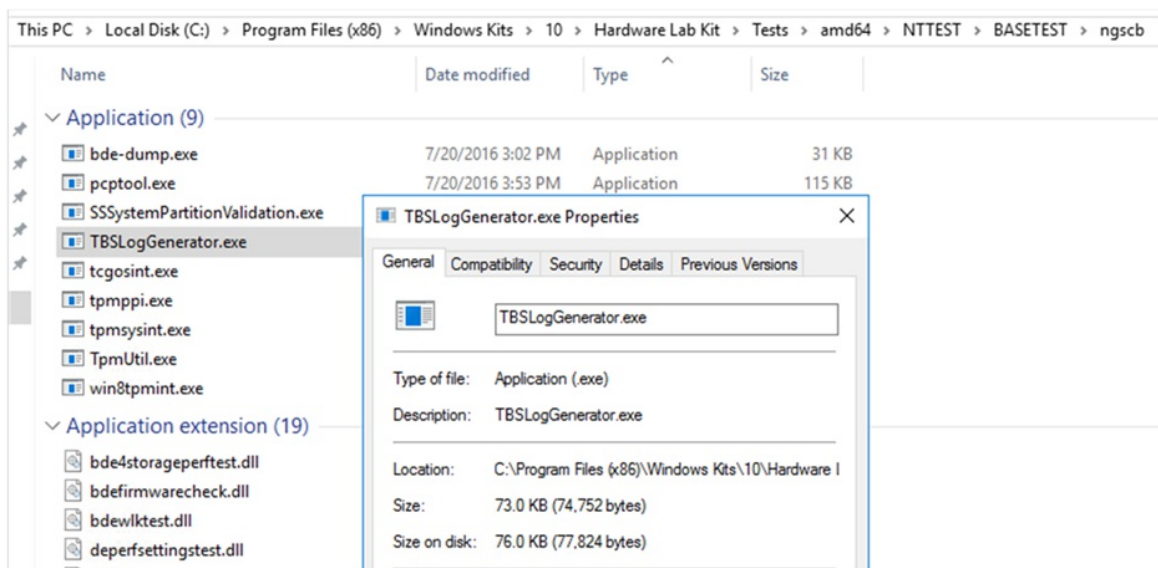 This PC > Local Disk (C:) > Program Files (x86) > Windows Kits > 10 > Hardware Lab Kit > Tests > amd64 > NTTEST > BASETEST > ngscb
Name Date modified Type Size
Application (9)
bde-dump.exe 7/20/2016 3:02 PM Application 31 KB
pcptool.exe 7/20/2016 3:53 PM Application 115 KB
SSSystemPartitionValidation.exe
TBSLogGenerator.exe
tcgosint.exe
tpmppi.exe
tpmsysint.exe
TpmUtil.exe
win8tpmint.exe
Application extension (19)
bde4storageperftest.dll
bdefirmwarecheck.dll
bdewlktest.dll
deperfsettingstest.dll
TBSLogGenerator.exe Properties
General Compatibility Security Details Previous Versions
TBSLogGenerator.exe
Type of file: Application (.exe)
Description: TBSLogGenerator.exe
Location: C:\Program Files (x86)\Windows Kits\10\Hardware l
Size: 73.0 KB (74,752 bytes)
Size on disk: 76.0 KB (77,824 bytes)